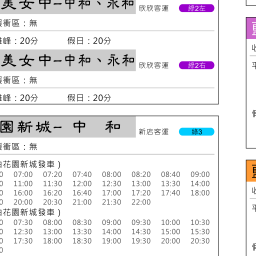 美女中–中和、永和 欣欣客運 綠2左
衝區：無
峰：20分 假日：20分
美女中–中和、永和 欣欣客運 綠2右
衝區：無
峰：20分 假日：20分
園新城– 中 和 新店客運 綠3
衝區：無
花園新城發車）
07:00 07:20 07:40 08:00 08:20 08:40 09:00
11:00 11:30 12:00 12:30 13:00 13:30 14:00
16:00 16:20 16:40 17:00 17:20 17:40 18:00
20:00 20:30 21:00 21:30 22:00
花園新城發車）
07:30 08:00 08:30 09:00 09:30 10:00 10:30
12:30 13:00 13:30 14:00 14:30 15:00 15:30
17:30 18:00 18:30 19:00 19:30 20:00 20:30